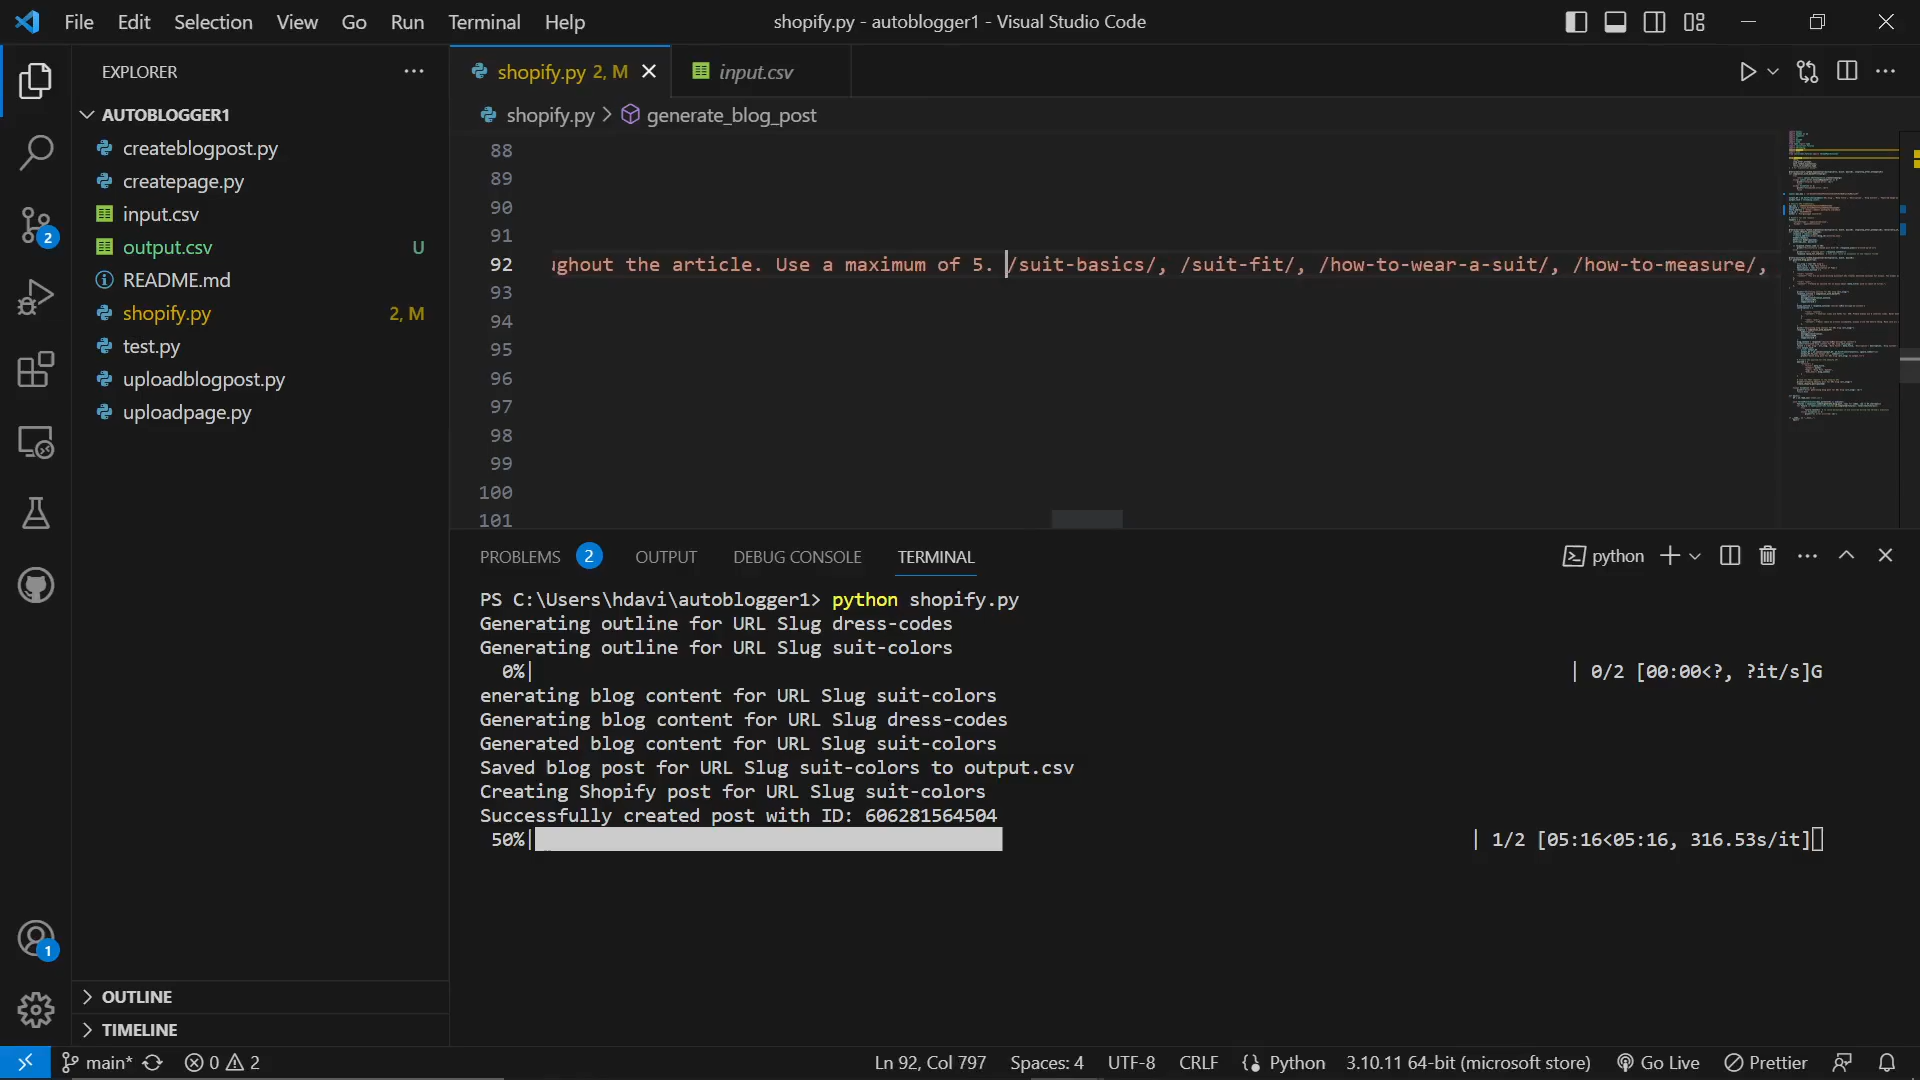 File Edit Selection View Go Run Terminal Help
shopify.py - autoblogger1 - Visual Studio Code
EXPLORER
AUTOBLOGGER1
createblogpost.py
createpage.py
input.csv
output.csv U
README.md
shopify.py 2, M
test.py
uploadblogpost.py
uploadpage.py
OUTLINE
TIMELINE
2
1
shopify.py 2, M
input.csv
shopify.py > generate_blog_post
88
89
90
91
92 ughout the article. Use a maximum of 5. /suit-basics/, /suit-fit/, /how-to-wear-a-suit/, /how-to-measure/,
93
94
95
96
97
98
99
100
101
PROBLEMS 2 OUTPUT DEBUG CONSOLE TERMINAL
python
PS C:\Users\hdavi\autoblogger1> python shopify.py
Generating outline for URL Slug dress-codes
Generating outline for URL Slug suit-colors
0%| | 0/2 [00:00<?, ?it/s]G
enerating blog content for URL Slug suit-colors
Generating blog content for URL Slug dress-codes
Generated blog content for URL Slug suit-colors
Saved blog post for URL Slug suit-colors to output.csv
Creating Shopify post for URL Slug suit-colors
Successfully created post with ID: 606281564504
50%| | 1/2 [05:16<05:16, 316.53s/it]
main* 0 2
Ln 92, Col 797 Spaces: 4 UTF-8 CRLF Python 3.10.11 64-bit (microsoft store) Go Live Prettier